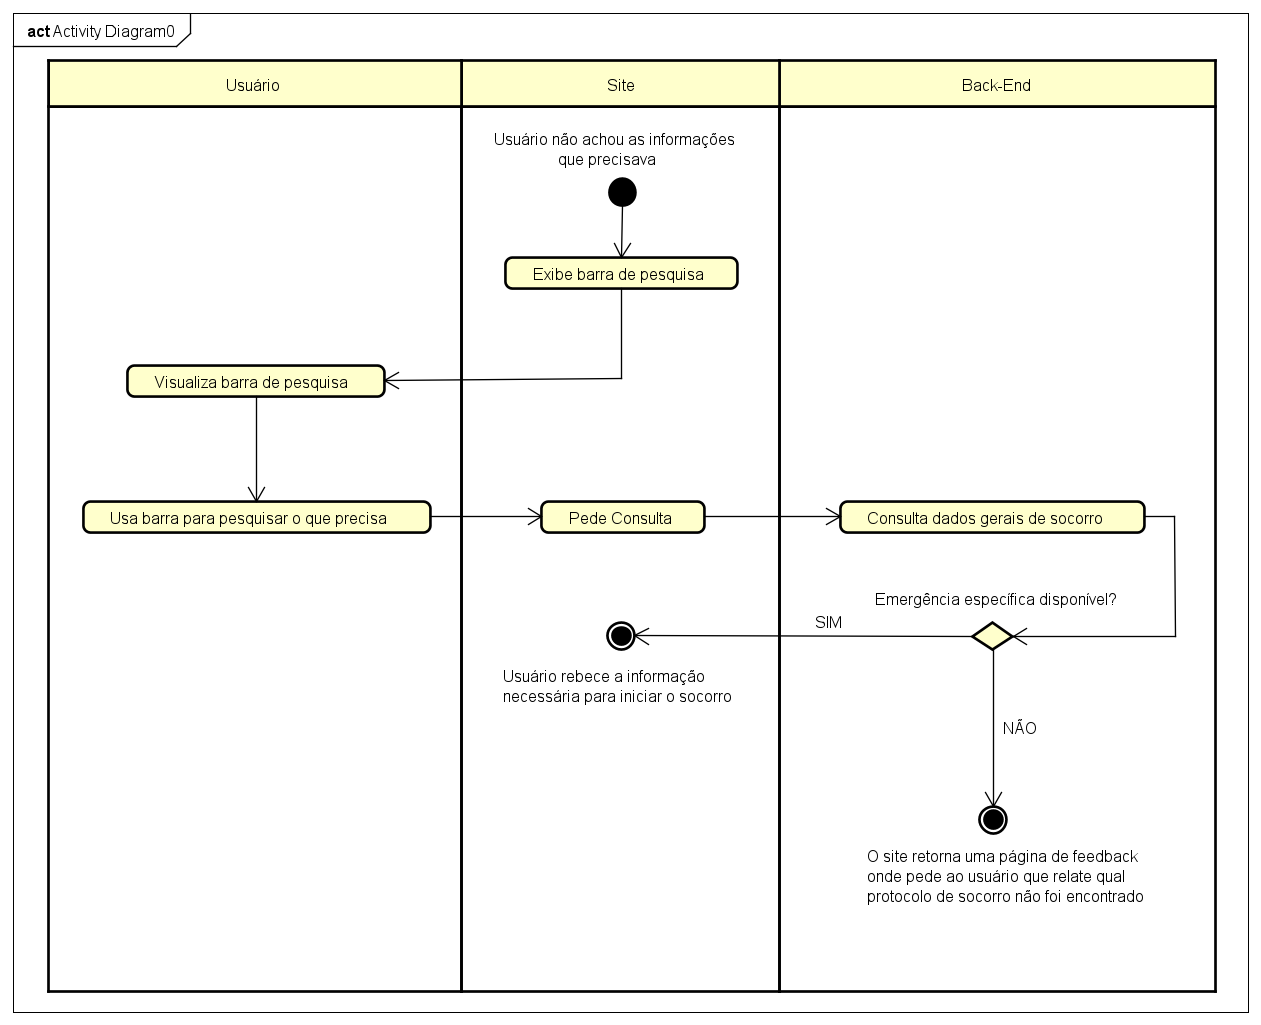 act Activity Diagram0
Usuário
Site
Back-End
Usuário não achou as informações
que precisava
Exibe barra de pesquisa
Visualiza barra de pesquisa
Usa barra para pesquisar o que precisa
Pede Consulta
Consulta dados gerais de socorro
Emergência específica disponível?
SIM
Usuário rebece a informação
necessária para iniciar o socorro
NÃO
O site retorna uma página de feedback
onde pede ao usuário que relate qual
protocolo de socorro não foi encontrado